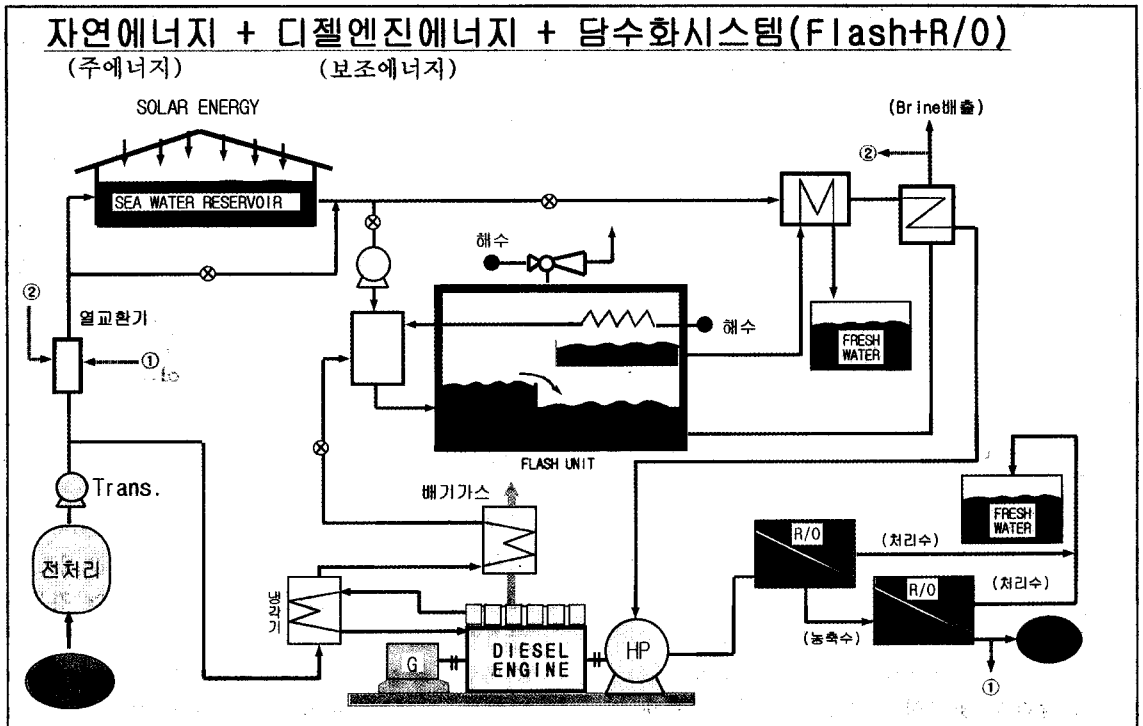 자연에너지 + 디젤엔진에너지 + 담수화시스템(Flash+R/O)
(주에너지)
(보조에너지)
SOLAR ENERGY
(Brine배출)
②
SEA WATER RESERVOIR
해수
②
열교환기
①
해수
FRESH
WATER
FLASH UNIT
Trans.
배기가스
전처리
냉각기
R/O
(처리수)
FRESH
WATER
R/O
(처리수)
(농축수)
G
DIESEL
ENGINE
HP
①